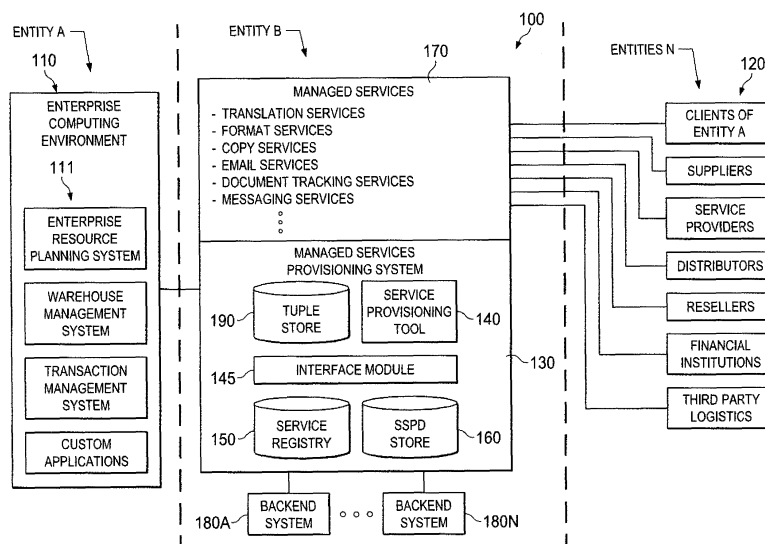 ENTITY A
110
ENTERPRISE
COMPUTING
ENVIRONMENT
111
ENTERPRISE
RESOURCE
PLANNING SYSTEM
WAREHOUSE
MANAGEMENT
SYSTEM
TRANSACTION
MANAGEMENT
SYSTEM
CUSTOM
APPLICATIONS
ENTITY B
100
170
MANAGED SERVICES
- TRANSLATION SERVICES
- FORMAT SERVICES
- COPY SERVICES
- EMAIL SERVICES
- DOCUMENT TRACKING SERVICES
- MESSAGING SERVICES
MANAGED SERVICES
PROVISIONING SYSTEM
190
TUPLE
STORE
SERVICE
PROVISIONING
TOOL
140
145
INTERFACE MODULE
130
150
SERVICE
REGISTRY
SSPD
STORE
160
180A
BACKEND
SYSTEM
BACKEND
SYSTEM
180N
ENTITIES N
120
CLIENTS OF
ENTITY A
SUPPLIERS
SERVICE
PROVIDERS
DISTRIBUTORS
RESELLERS
FINANCIAL
INSTITUTIONS
THIRD PARTY
LOGISTICS